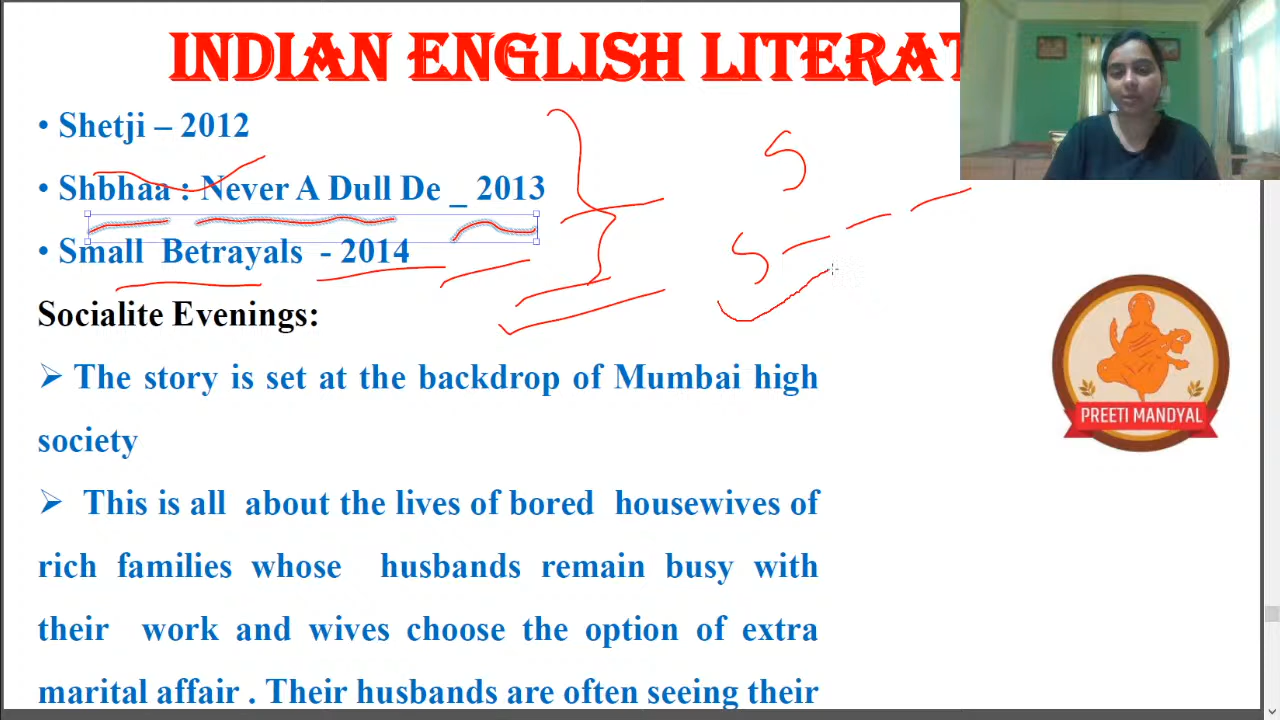 INDIAN ENGLISH LITERAT
• Shetji – 2012
• Shbhaa : Never A Dull De _ 2013
• Small Betrayals - 2014
Socialite Evenings:
➢ The story is set at the backdrop of Mumbai high
society
➢ This is all about the lives of bored housewives of
rich families whose husbands remain busy with
their work and wives choose the option of extra
marital affair . Their husbands are often seeing their
S
S
PREETI MANDYAL